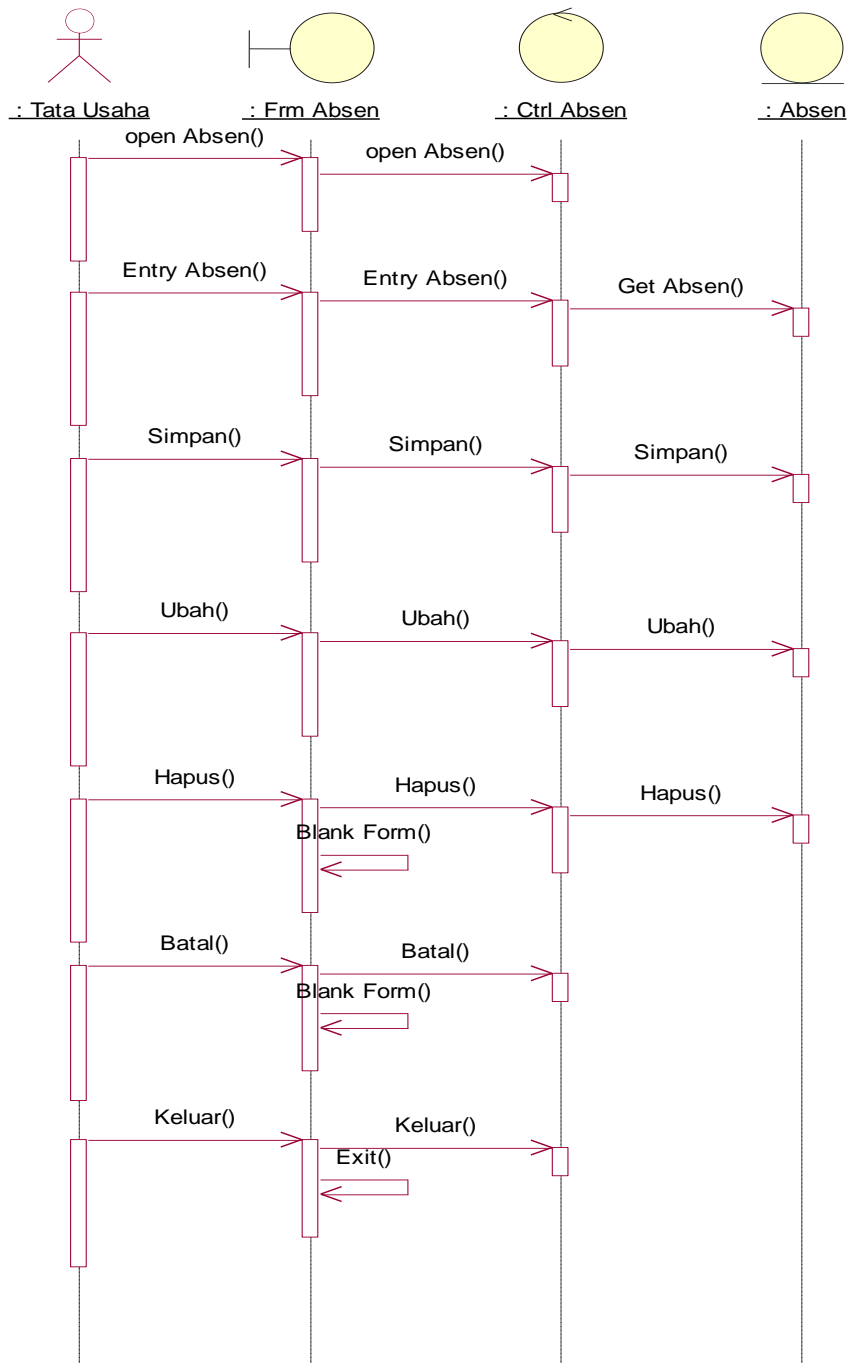 : Tata Usaha
: Frm Absen
: Ctrl Absen
: Absen
open Absen()
open Absen()
Entry Absen()
Entry Absen()
Get Absen()
Simpan()
Simpan()
Simpan()
Ubah()
Ubah()
Ubah()
Hapus()
Hapus()
Hapus()
Blank Form()
Batal()
Batal()
Blank Form()
Keluar()
Keluar()
Exit()